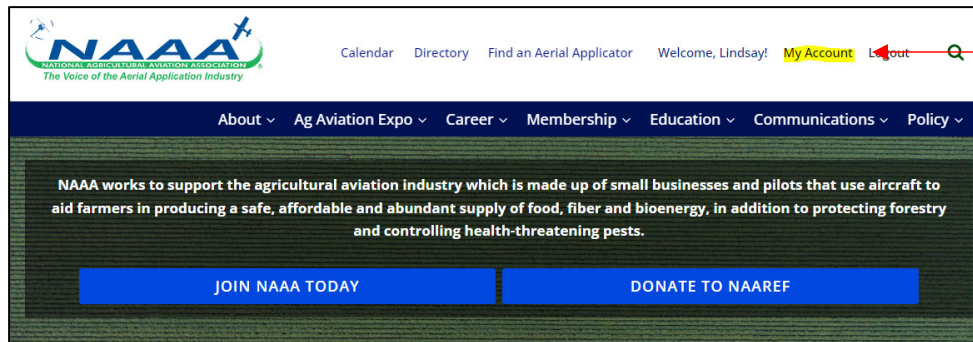 NAAA
NATIONAL AGRICULTURAL AVIATION ASSOCIATION
The Voice of the Aerial Application Industry
Calendar Directory Find an Aerial Applicator Welcome, Lindsay! My Account Logout
About Ag Aviation Expo Career Membership Education Communications Policy
NAAA works to support the agricultural aviation industry which is made up of small businesses and pilots that use aircraft to
aid farmers in producing a safe, affordable and abundant supply of food, fiber and bioenergy, in addition to protecting forestry
and controlling health-threatening pests.
JOIN NAAA TODAY DONATE TO NAAREF